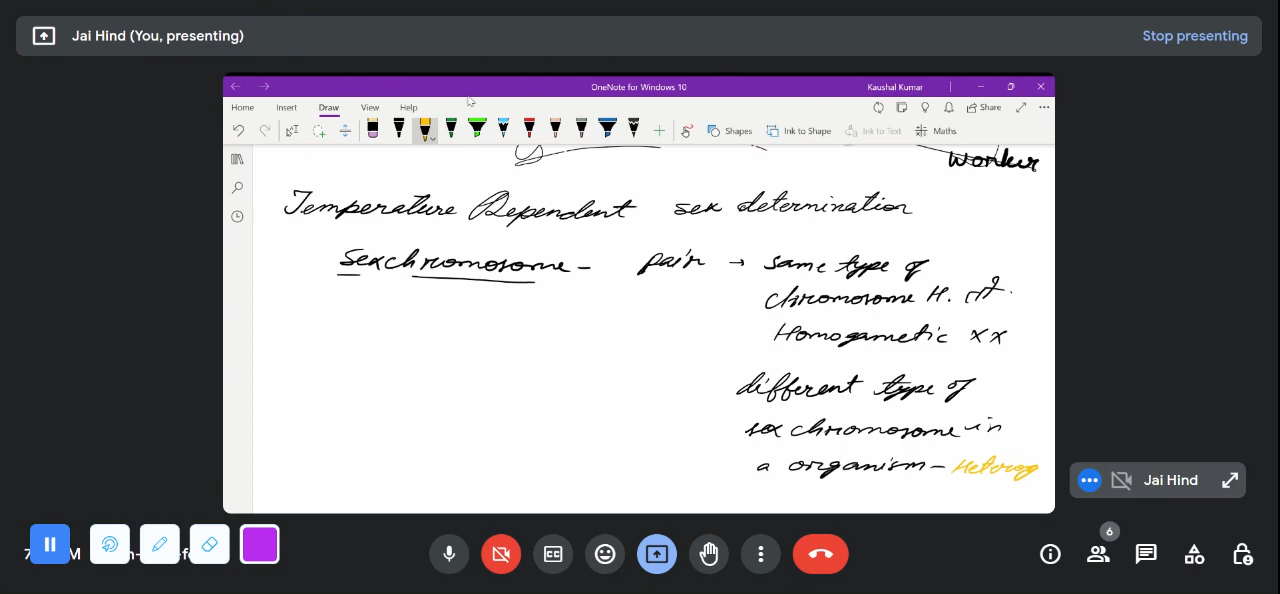 Jai Hind (You, presenting)
Stop presenting
OneNote for Windows 10
Kaushal Kumar
Home Insert Draw View Help
Share
Shapes Ink to Shape Ink to Text Maths
worker
Temperature Dependent sex determination
Sexchromosome - pair → same type of
chromosome H.
Homogametic xx
different type of
sex chromosome in
a organism - Heterog
Jai Hind
6